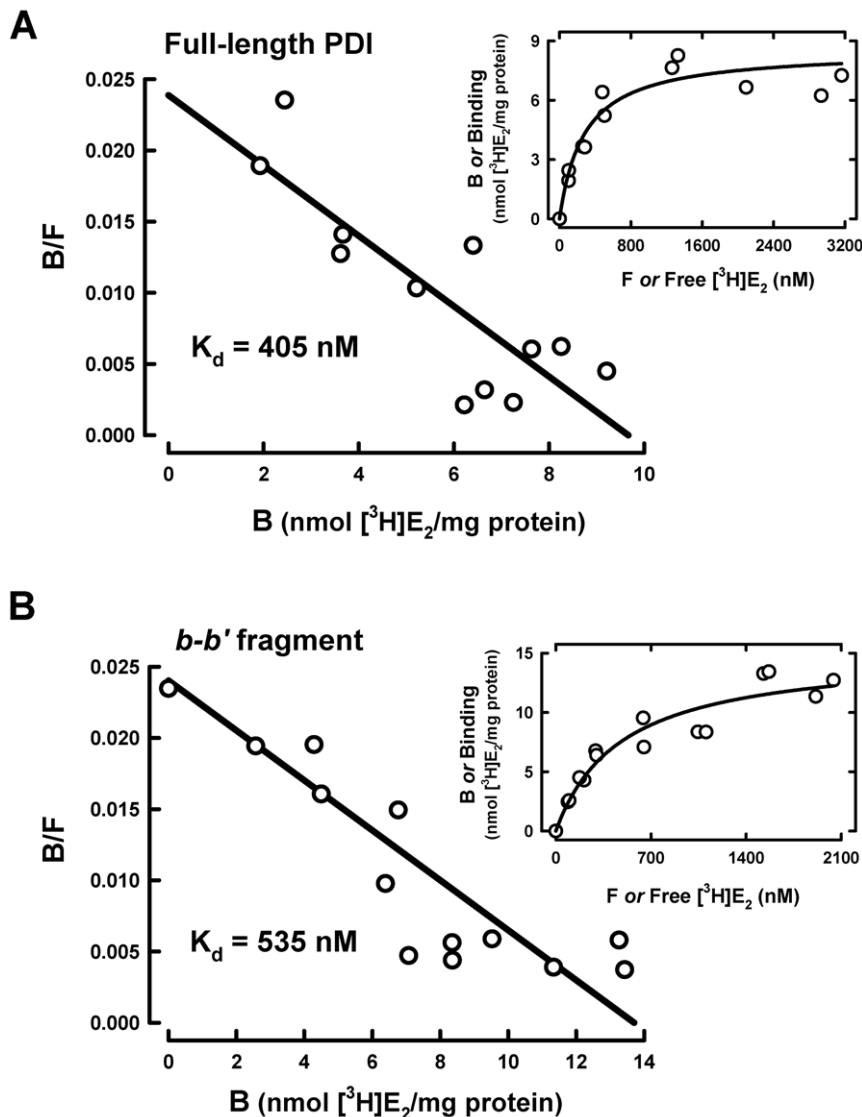 A
Full-length PDI
0.025
0.020
0.015
0.010
0.005
0.000
B/F
K_d = 405 nM
0 2 4 6 8 10
B (nmol [³H]E₂/mg protein)
9
6
3
0
B or Binding
(nmol [³H]E₂/mg protein)
0 800 1600 2400 3200
F or Free [³H]E₂ (nM)
B
b-b' fragment
0.025
0.020
0.015
0.010
0.005
0.000
B/F
K_d = 535 nM
0 2 4 6 8 10 12 14
B (nmol [³H]E₂/mg protein)
15
10
5
0
B or Binding
(nmol [³H]E₂/mg protein)
0 700 1400 2100
F or Free [³H]E₂ (nM)